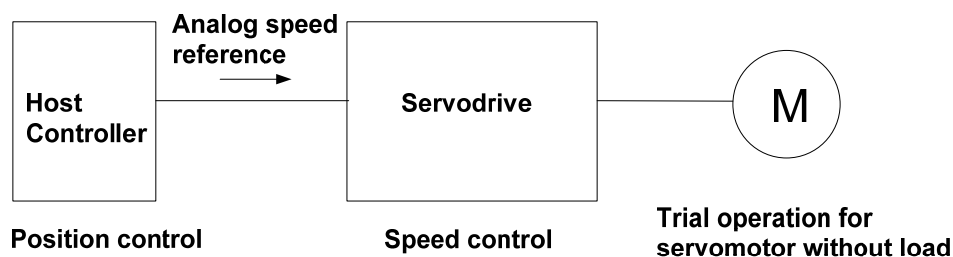 Analog speed
reference
Host
Controller
Servodrive
M
Position control
Speed control
Trial operation for
servomotor without load